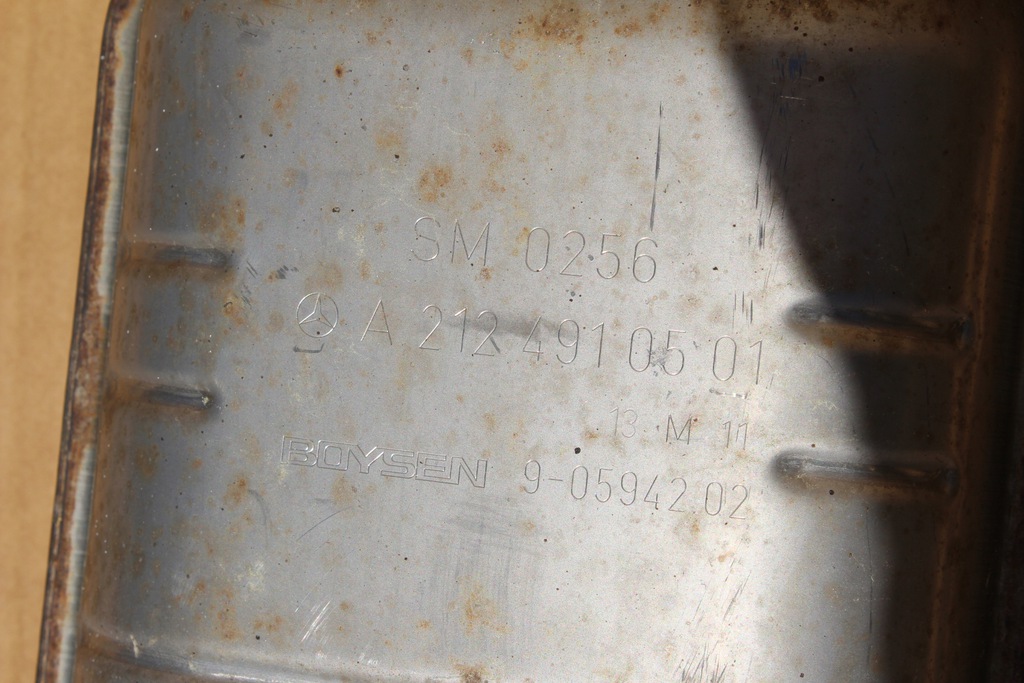 SM 0256
A 212 491 05 01
13 M 11
BOYSEN 9-05942 02